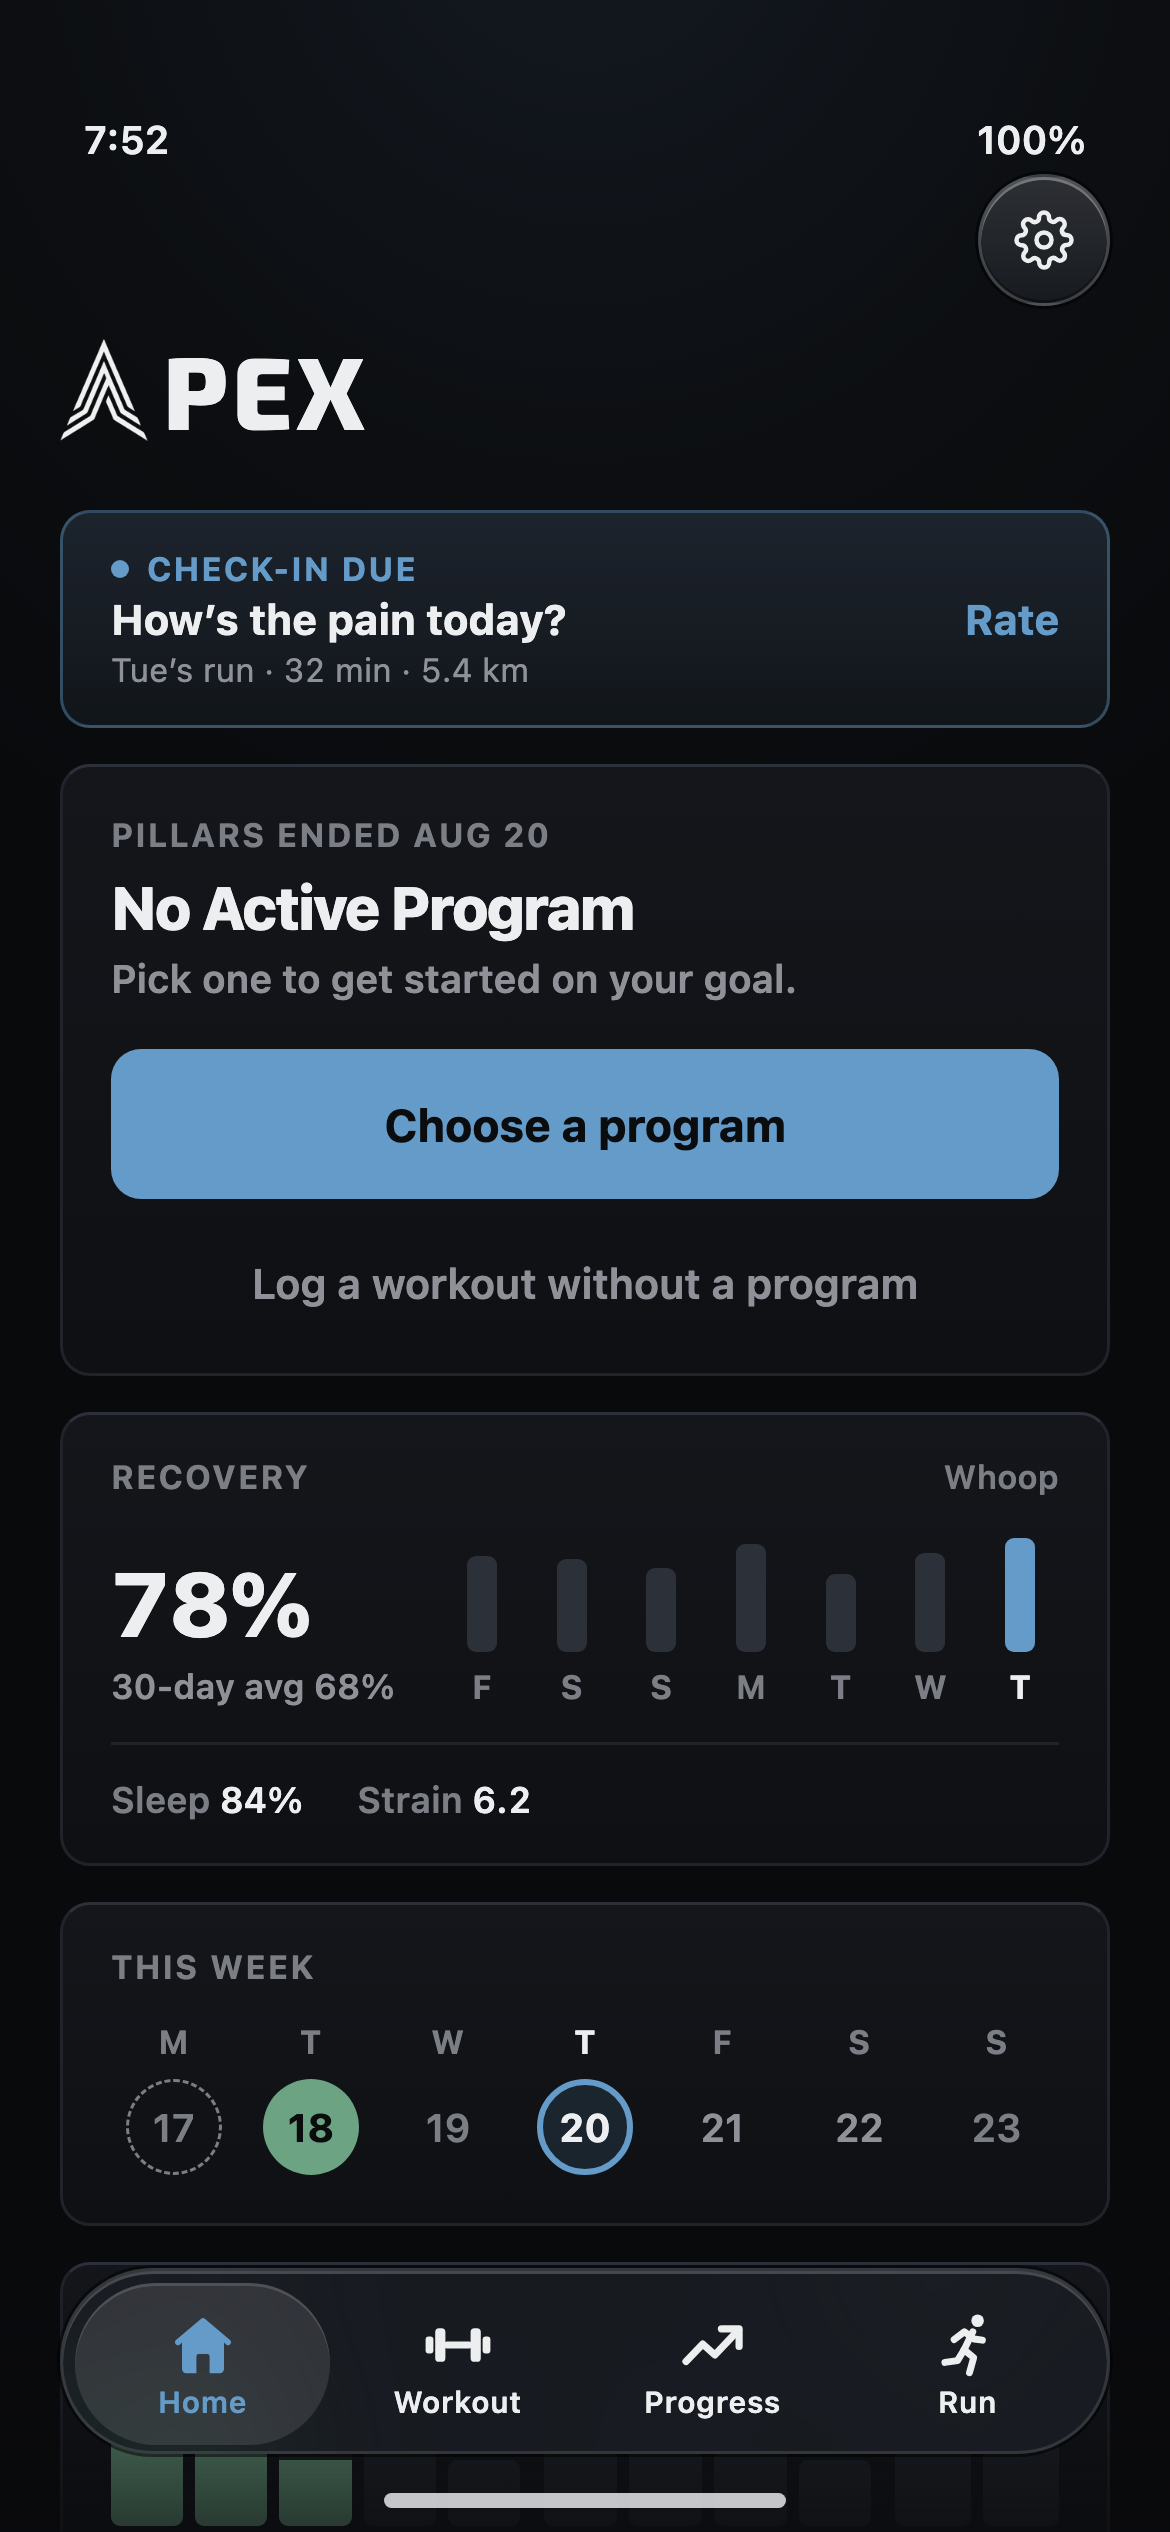 7:52
100%
APEX
CHECK-IN DUE
How’s the pain today?
Rate
Tue’s run · 32 min · 5.4 km
PILLARS ENDED AUG 20
No Active Program
Pick one to get started on your goal.
Choose a program
Log a workout without a program
RECOVERY
Whoop
78%
30-day avg 68%
F S S M T W T
Sleep 84% Strain 6.2
THIS WEEK
M T W T F S S
17 18 19 20 21 22 23
Home Workout Progress Run